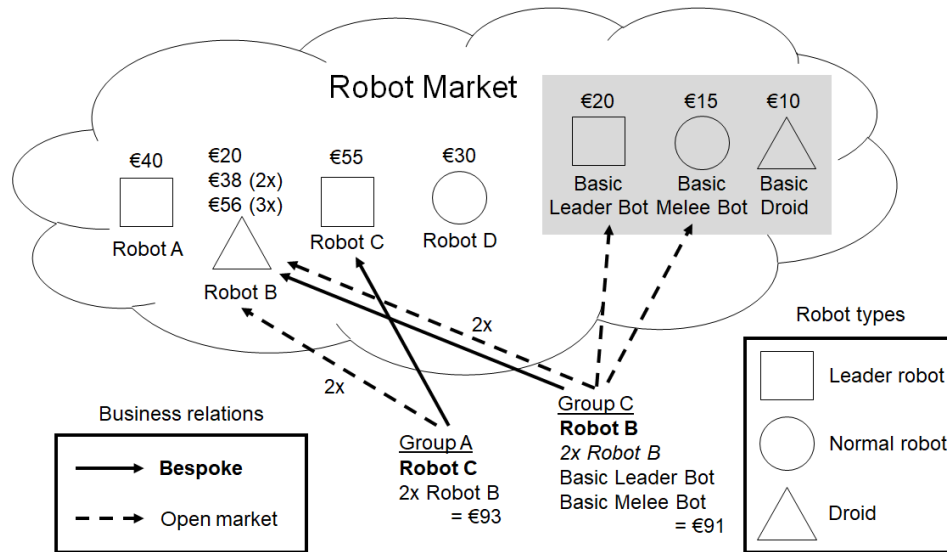 Robot Market
€20
€15
€10
Basic
Leader Bot
Basic
Melee Bot
Basic
Droid
€40
Robot A
€20
€38 (2x)
€56 (3x)
Robot B
€55
Robot C
€30
Robot D
2x
2x
Business relations
Bespoke
Open market
Group A
Robot C
2x Robot B
= €93
Group C
Robot B
2x Robot B
Basic Leader Bot
Basic Melee Bot
= €91
Robot types
Leader robot
Normal robot
Droid